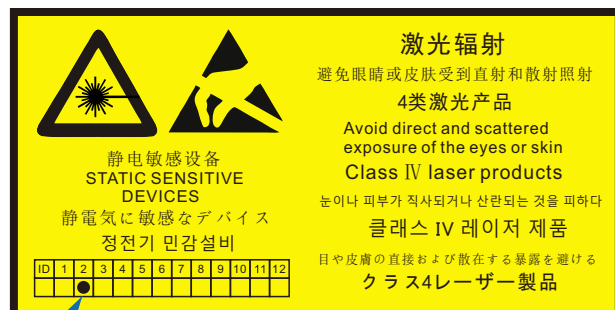 静电敏感设备
STATIC SENSITIVE
DEVICES
静電気に敏感なデバイス
정전기 민감설비
ID 1 2 3 4 5 6 7 8 9 10 11 12
激光辐射
避免眼睛或皮肤受到直射和散射照射
4类激光产品
Avoid direct and scattered
exposure of the eyes or skin
Class Ⅳ laser products
눈이나 피부가 직사되거나 산란되는 것을 피하다
클래스 IV 레이저 제품
目や皮膚の直接および散在する暴露を避ける
クラス4レーザー製品